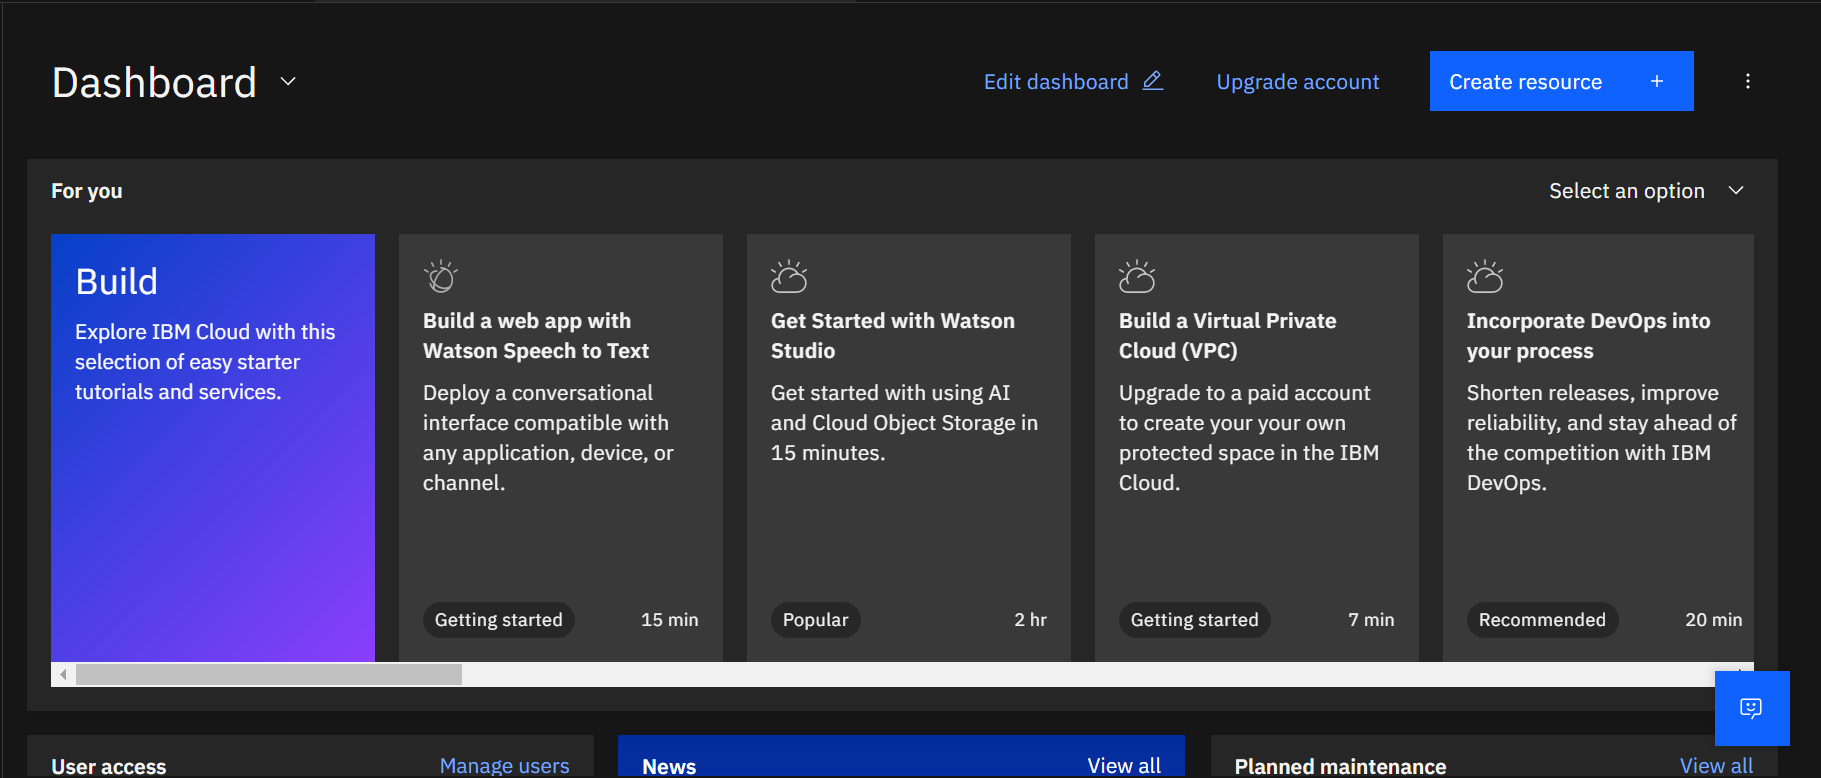 Dashboard
Edit dashboard
Upgrade account
Create resource +
For you
Select an option
Build
Explore IBM Cloud with this
selection of easy starter
tutorials and services.
Build a web app with
Watson Speech to Text
Deploy a conversational
interface compatible with
any application, device, or
channel.
Getting started
15 min
Get Started with Watson
Studio
Get started with using AI
and Cloud Object Storage in
15 minutes.
Popular
2 hr
Build a Virtual Private
Cloud (VPC)
Upgrade to a paid account
to create your your own
protected space in the IBM
Cloud.
Getting started
7 min
Incorporate DevOps into
your process
Shorten releases, improve
reliability, and stay ahead of
the competition with IBM
DevOps.
Recommended
20 min
User access
Manage users
News
View all
Planned maintenance
View all